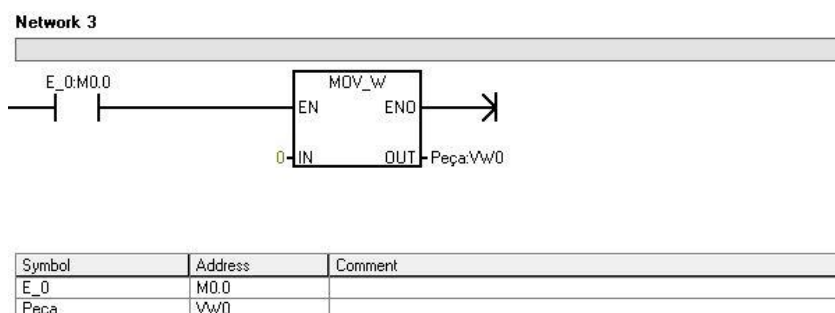 Network 3
E_0:M0.0
MOV_W
EN ENO
0 IN OUT Peça:VW0
Symbol Address Comment
E_0 M0.0
Peça VW0